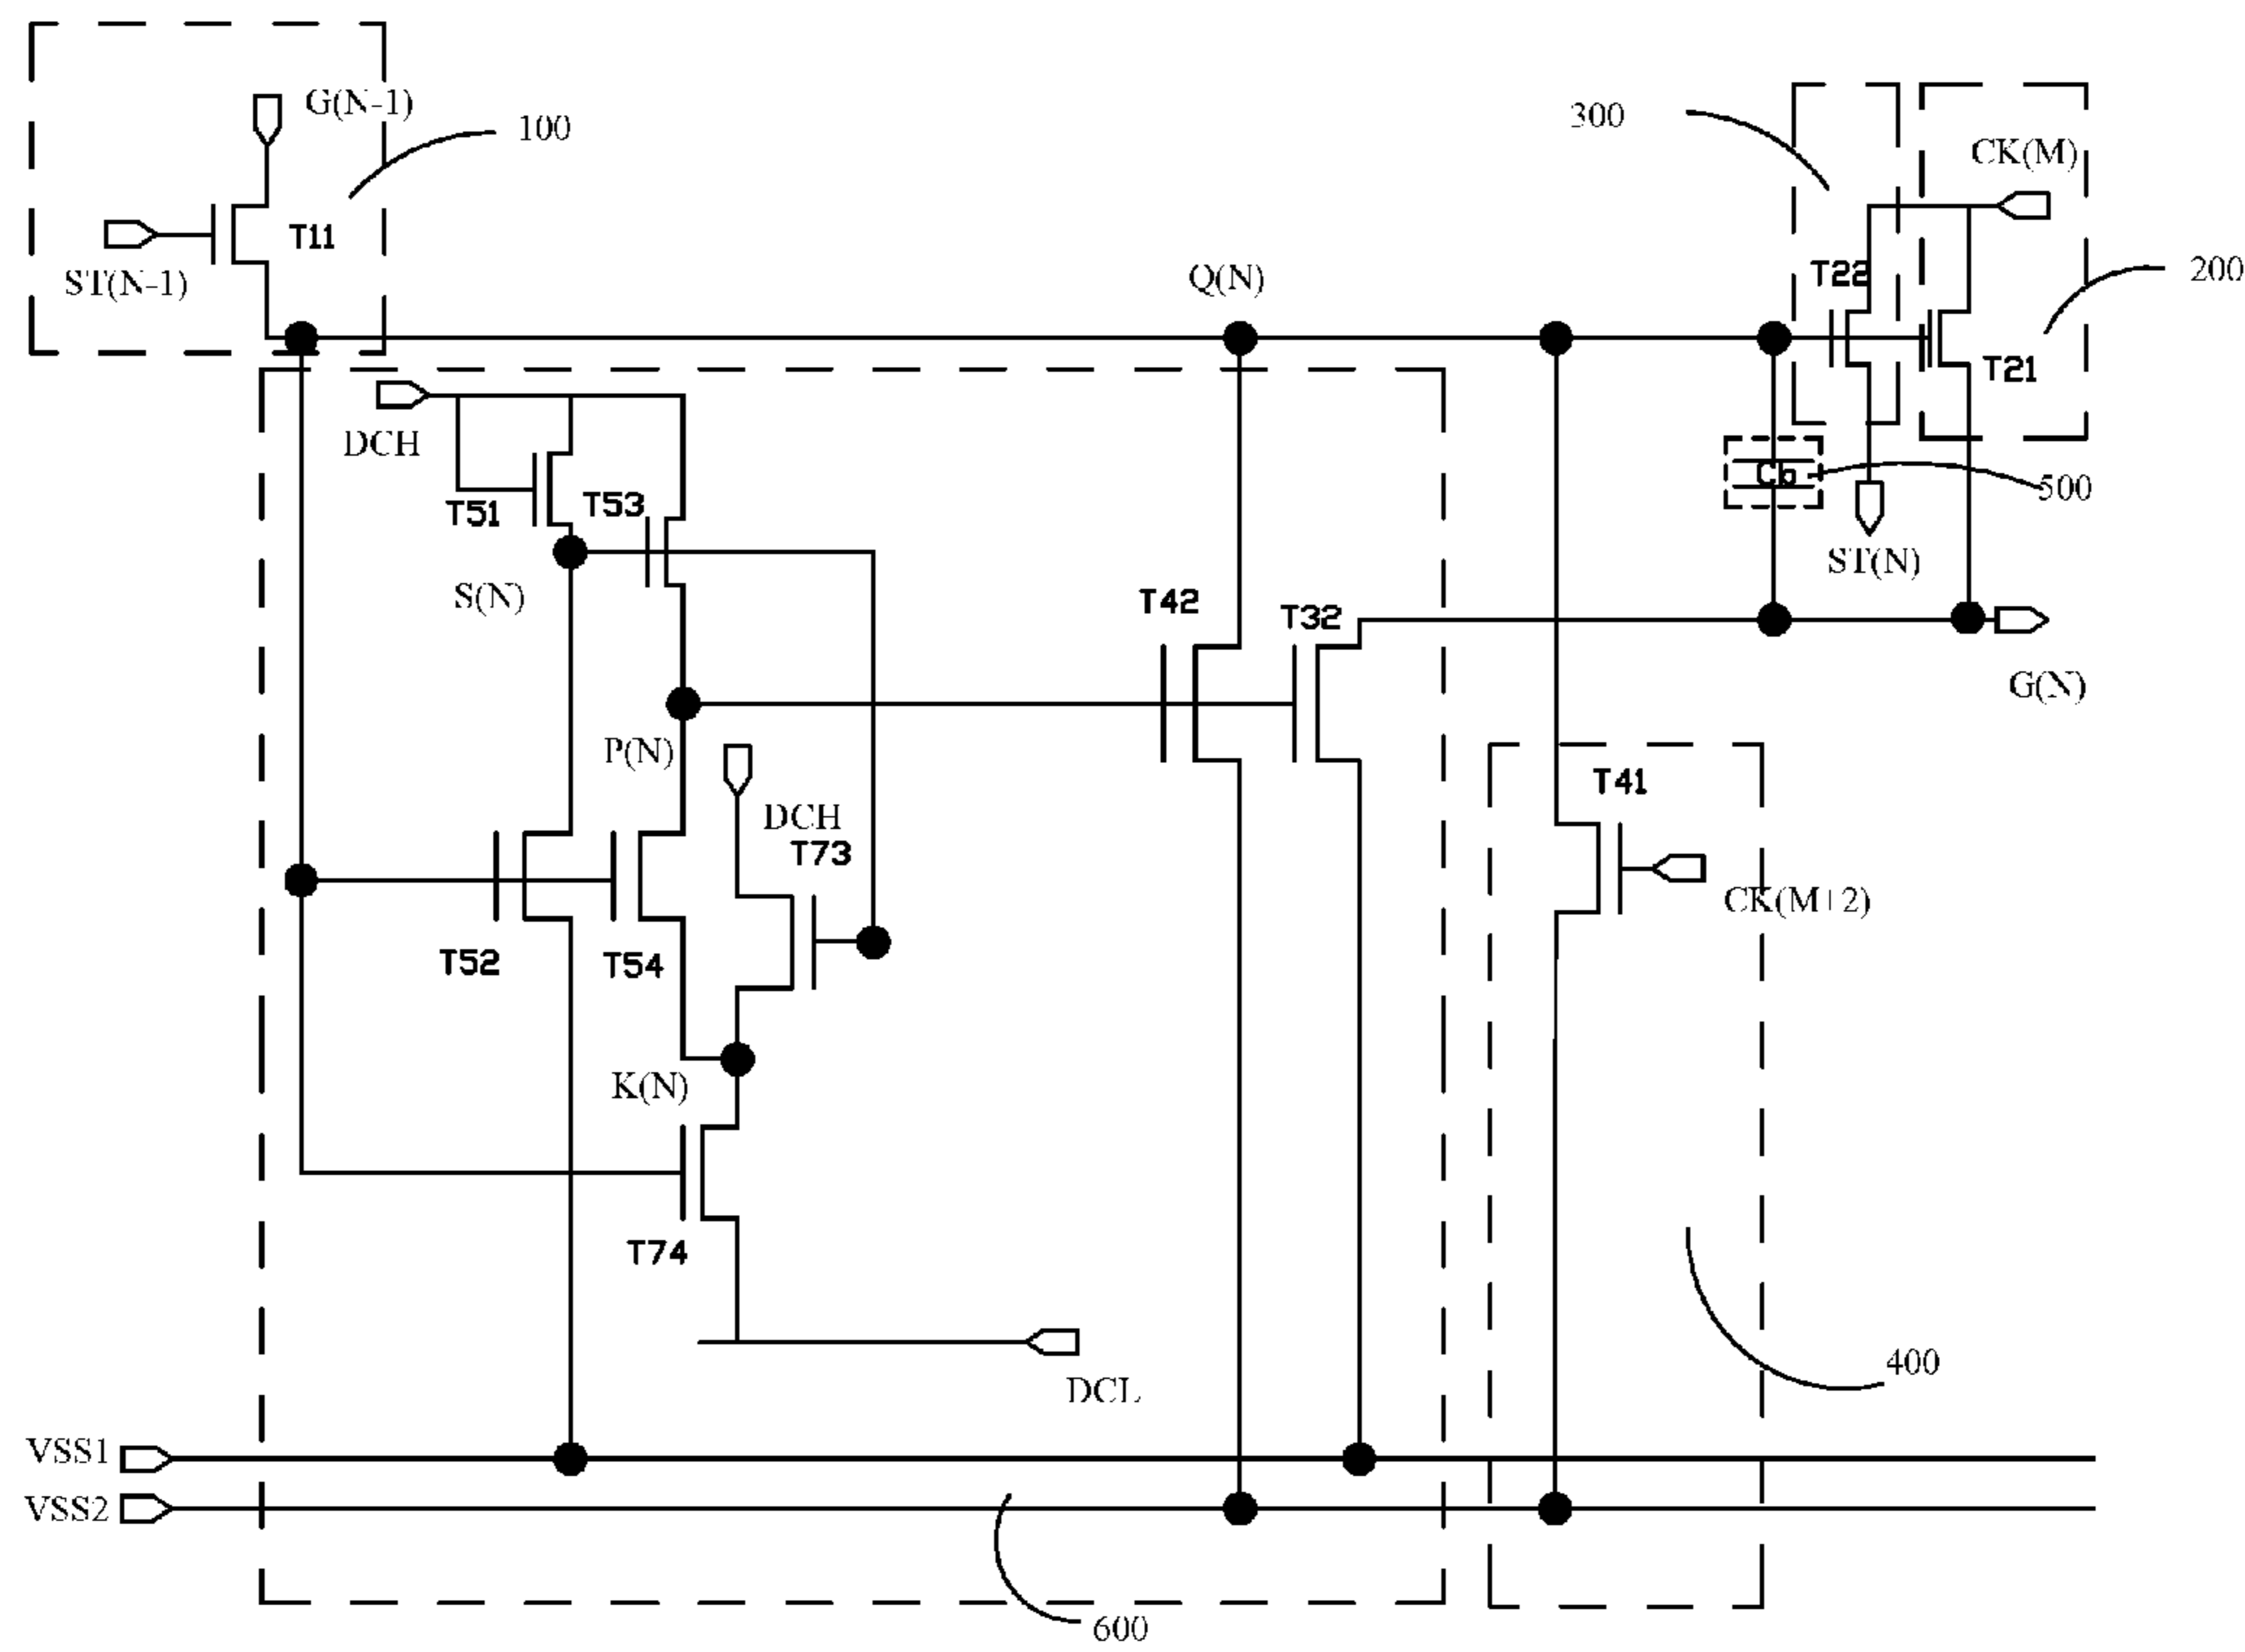 G(N-1)
100
300
CK(M)
T11
ST(N-1)
Q(N)
T22
200
T21
DCH
Cb
500
T51
T53
ST(N)
S(N)
T42
T32
G(N)
P(N)
T41
DCH
T73
CK(M+2)
T52
T54
K(N)
T74
400
DCL
VSS1
VSS2
600